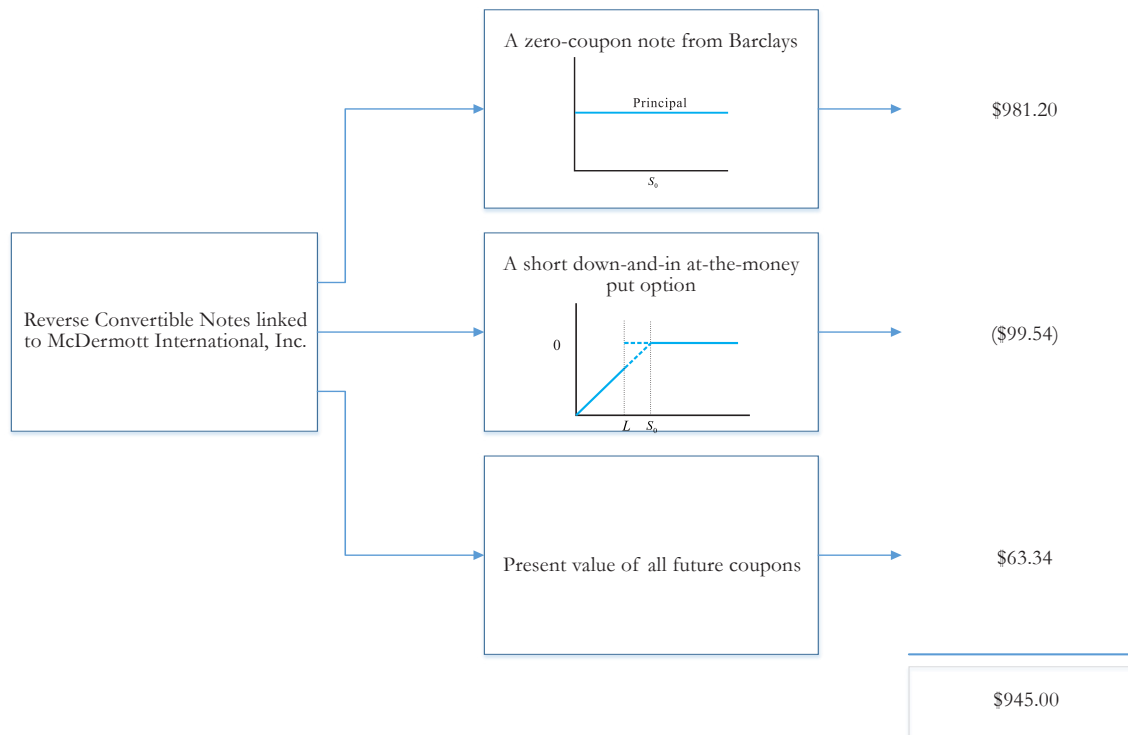 A zero-coupon note from Barclays
Principal
S₀
$981.20
Reverse Convertible Notes linked
to McDermott International, Inc.
A short down-and-in at-the-money
put option
0
L S₀
($99.54)
Present value of all future coupons
$63.34
$945.00